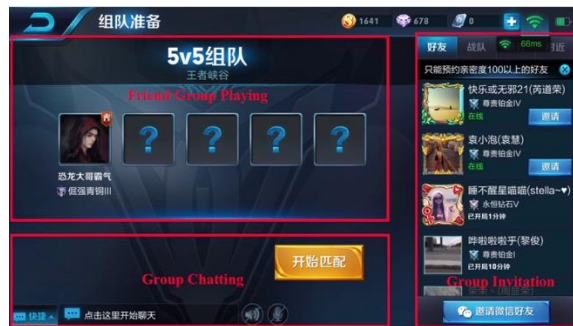 组队准备
1641
678
0
5v5组队
王者峡谷
Friend Group Playing
恐龙大哥霸气
倔强青铜III
Group Chatting
开始匹配
快捷
点击这里开始聊天
好友
战队
68ms
附近
只能预约亲密度100以上的好友
快乐或无邪21(芮道荣)
尊贵铂金IV
在线
邀请
袁小泡(袁慧)
尊贵铂金IV
在线
邀请
睡不醒星喵喵(stella~♥)
永恒钻石V
已开局1分钟
哗啦啦啦乎(黎俊)
尊贵铂金I
已开局10分钟
Group Invitation
邀请微信好友